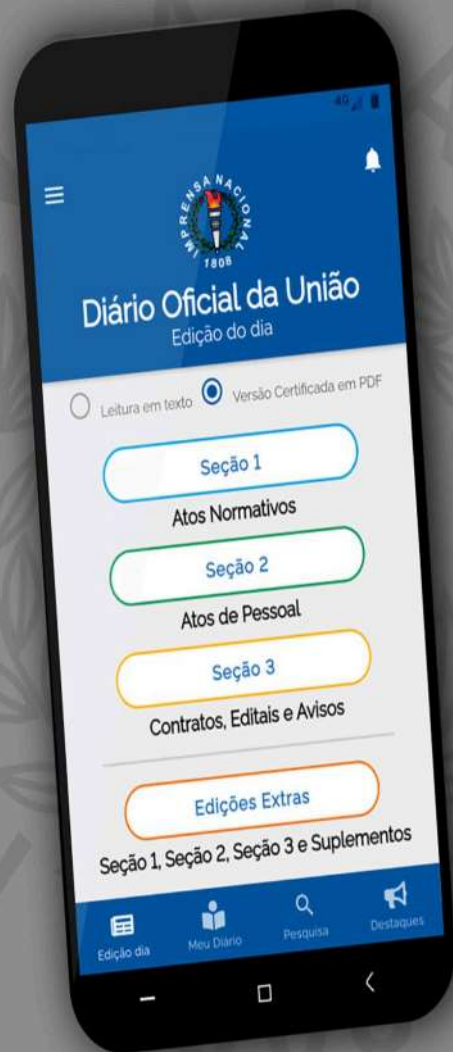 4G
IMPRENSA NACIONAL
1808
Diário Oficial da União
Edição do dia
Leitura em texto Versão Certificada em PDF
Seção 1
Atos Normativos
Seção 2
Atos de Pessoal
Seção 3
Contratos, Editais e Avisos
Edições Extras
Seção 1, Seção 2, Seção 3 e Suplementos
Edição dia Meu Diário Pesquisa Destaques